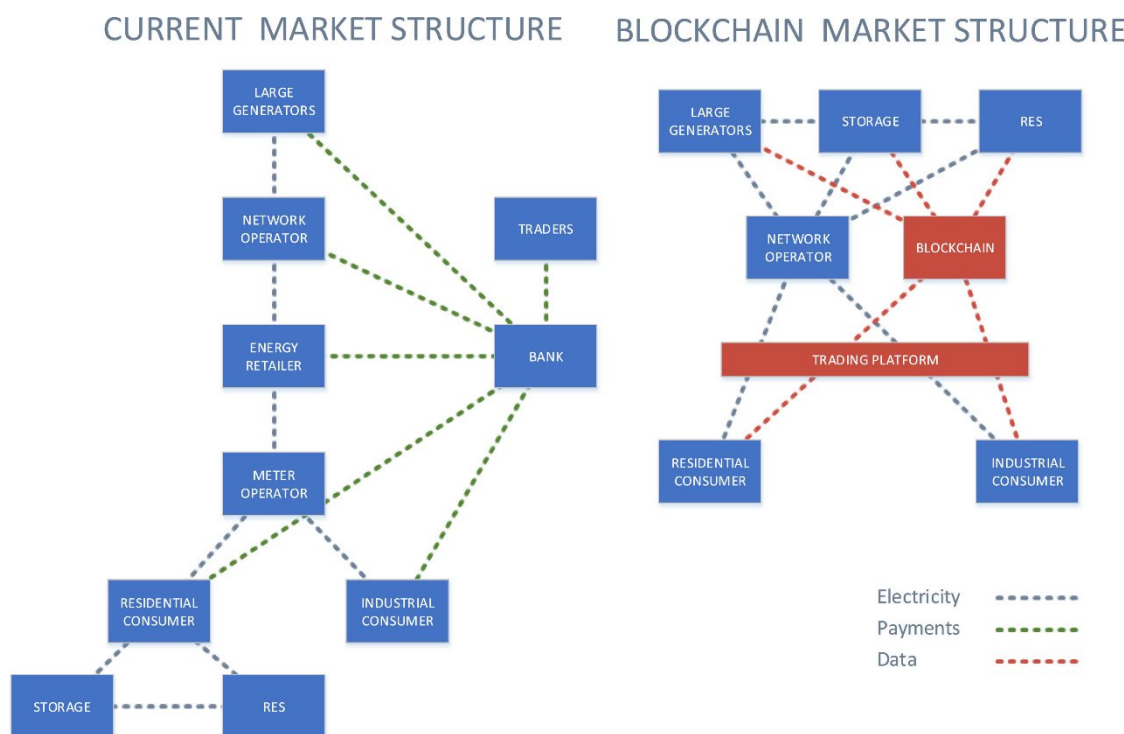 CURRENT MARKET STRUCTURE
LARGE
GENERATORS
NETWORK
OPERATOR
TRADERS
ENERGY
RETAILER
BANK
METER
OPERATOR
RESIDENTIAL
CONSUMER
INDUSTRIAL
CONSUMER
STORAGE
RES
BLOCKCHAIN MARKET STRUCTURE
LARGE
GENERATORS
STORAGE
RES
NETWORK
OPERATOR
BLOCKCHAIN
TRADING PLATFORM
RESIDENTIAL
CONSUMER
INDUSTRIAL
CONSUMER
Electricity
Payments
Data